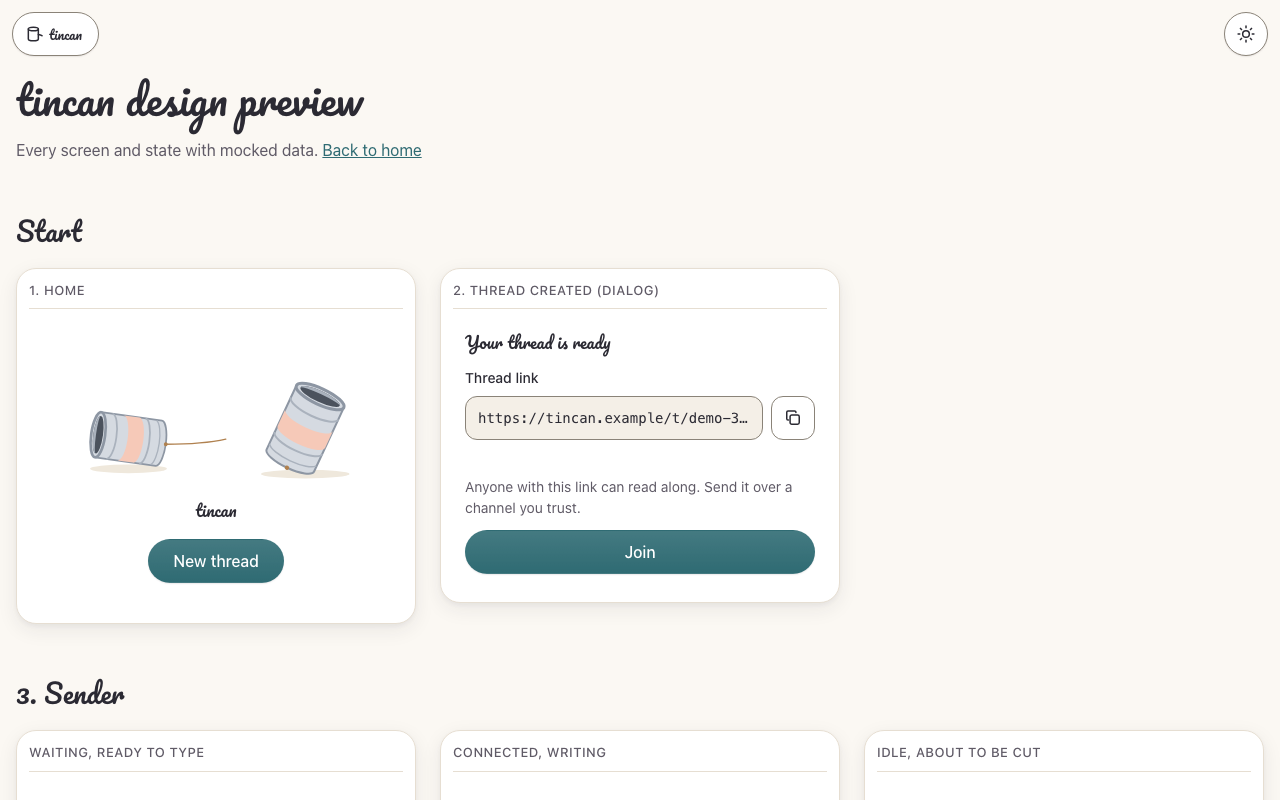 tincan
tincan design preview
Every screen and state with mocked data. Back to home
Start
1. HOME
tincan
New thread
2. THREAD CREATED (DIALOG)
Your thread is ready
Thread link
https://tincan.example/t/demo-3…
Anyone with this link can read along. Send it over a
channel you trust.
Join
3. Sender
WAITING, READY TO TYPE
CONNECTED, WRITING
IDLE, ABOUT TO BE CUT